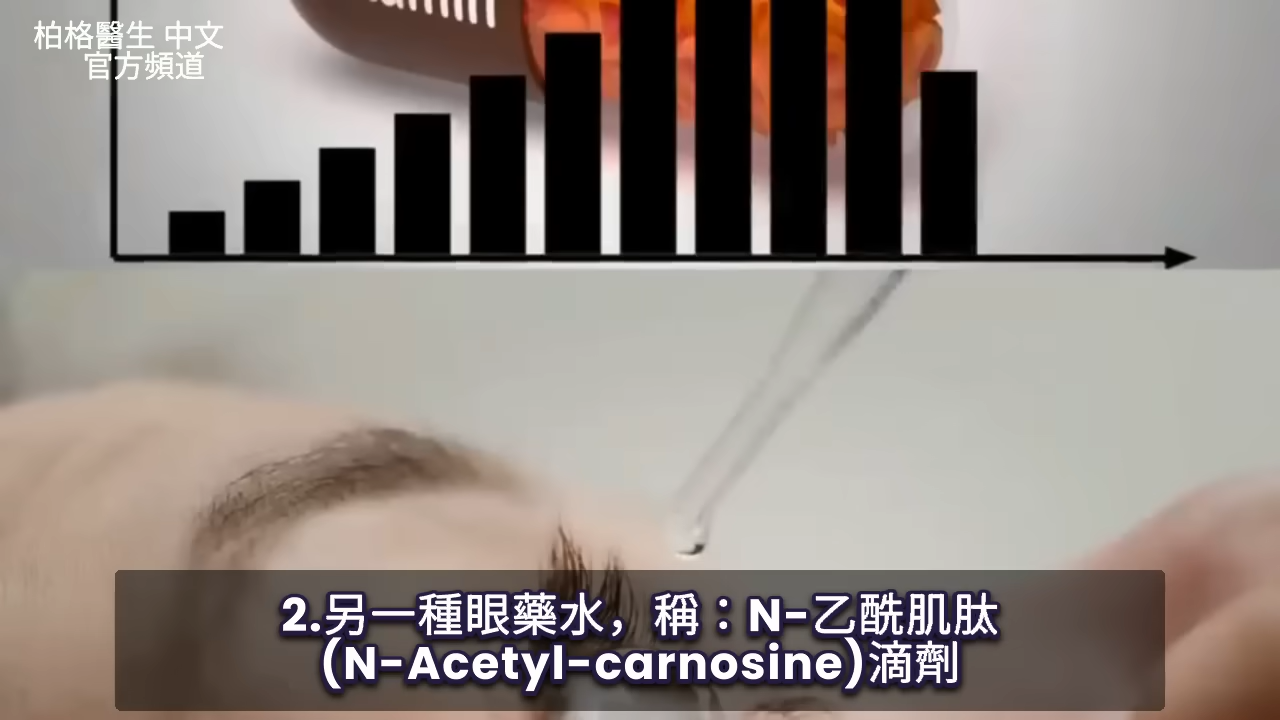 柏格醫生 中文
官方頻道
2.另一種眼藥水，稱：N-乙酰肌肽
(N-Acetyl-carnosine)滴劑